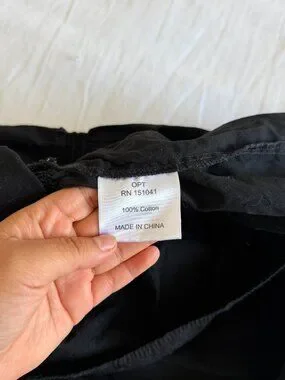 OPT
RN 151041
100% Cotton
MADE IN CHINA